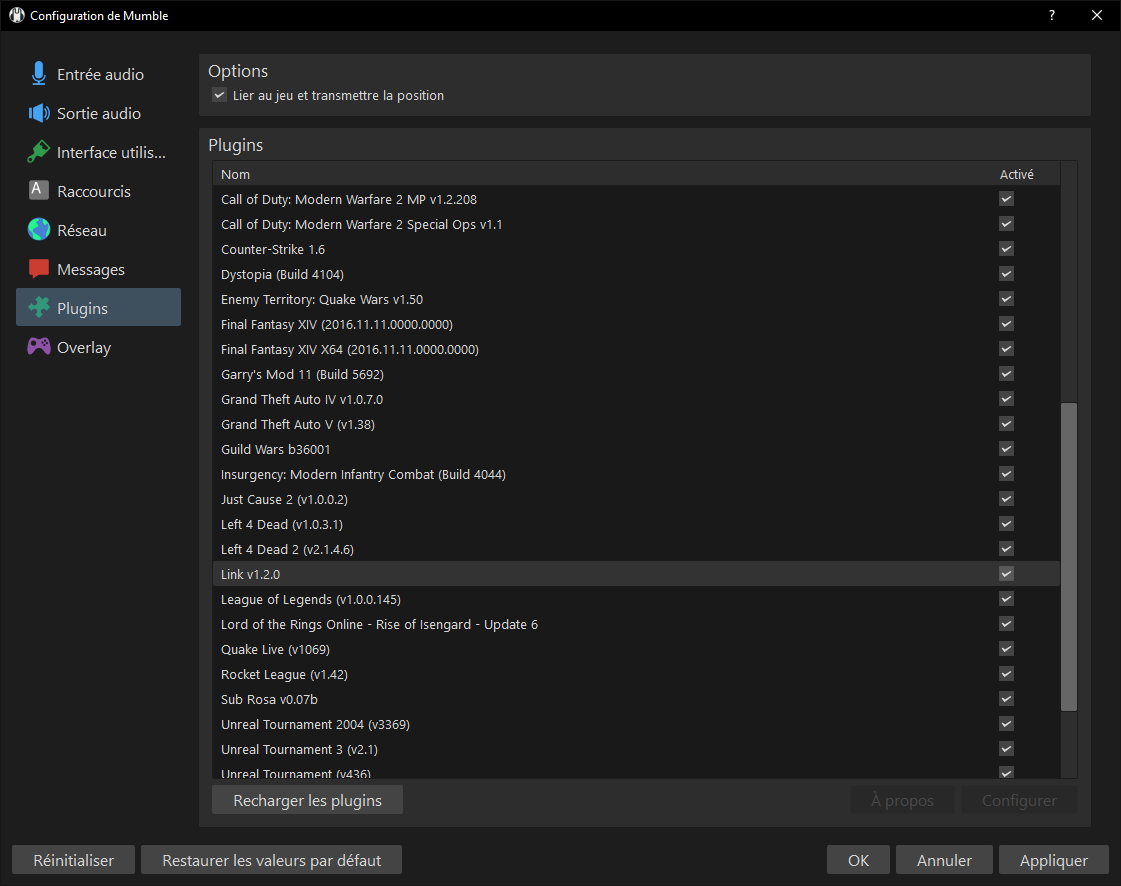 Configuration de Mumble
?
Entrée audio
Sortie audio
Interface utilis...
A
Raccourcis
Réseau
Messages
Plugins
Overlay
Options
Lier au jeu et transmettre la position
Plugins
Nom Activé
Call of Duty: Modern Warfare 2 MP v1.2.208
Call of Duty: Modern Warfare 2 Special Ops v1.1
Counter-Strike 1.6
Dystopia (Build 4104)
Enemy Territory: Quake Wars v1.50
Final Fantasy XIV (2016.11.11.0000.0000)
Final Fantasy XIV X64 (2016.11.11.0000.0000)
Garry's Mod 11 (Build 5692)
Grand Theft Auto IV v1.0.7.0
Grand Theft Auto V (v1.38)
Guild Wars b36001
Insurgency: Modern Infantry Combat (Build 4044)
Just Cause 2 (v1.0.0.2)
Left 4 Dead (v1.0.3.1)
Left 4 Dead 2 (v2.1.4.6)
Link v1.2.0
League of Legends (v1.0.0.145)
Lord of the Rings Online - Rise of Isengard - Update 6
Quake Live (v1069)
Rocket League (v1.42)
Sub Rosa v0.07b
Unreal Tournament 2004 (v3369)
Unreal Tournament 3 (v2.1)
Unreal Tournament (v436)
Recharger les plugins À propos Configurer
Réinitialiser Restaurer les valeurs par défaut OK Annuler Appliquer